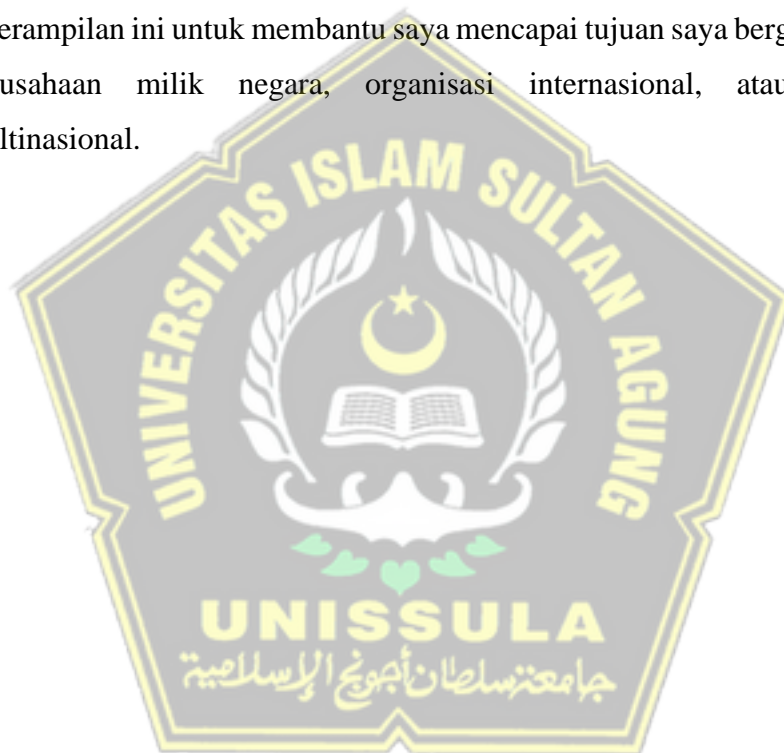 erampilan ini untuk membantu saya mencapai tujuan saya berg
usahaan milik negara, organisasi internasional, atau
ltinasional.
UNIVERSITAS ISLAM SULTAN AGUNG
UNISSULA
جامعة سلطان أجونج الإسلامية